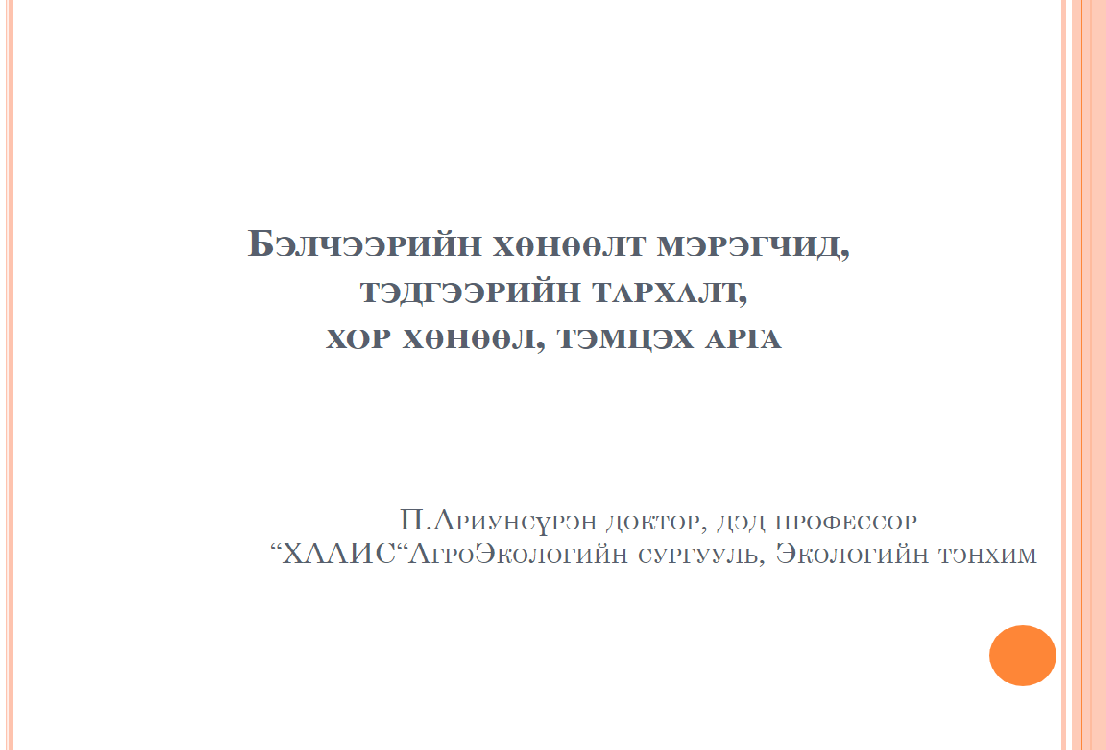 Бэлчээрийн хөнөөлт мэрэгчид,
тэдгээрийн тархалт,
хор хөнөөл, тэмцэх арга
П.Ариунсүрэн доктор, дэд профессор
“ХААИС“АгроЭкологийн сургууль, Экологийн тэнхим